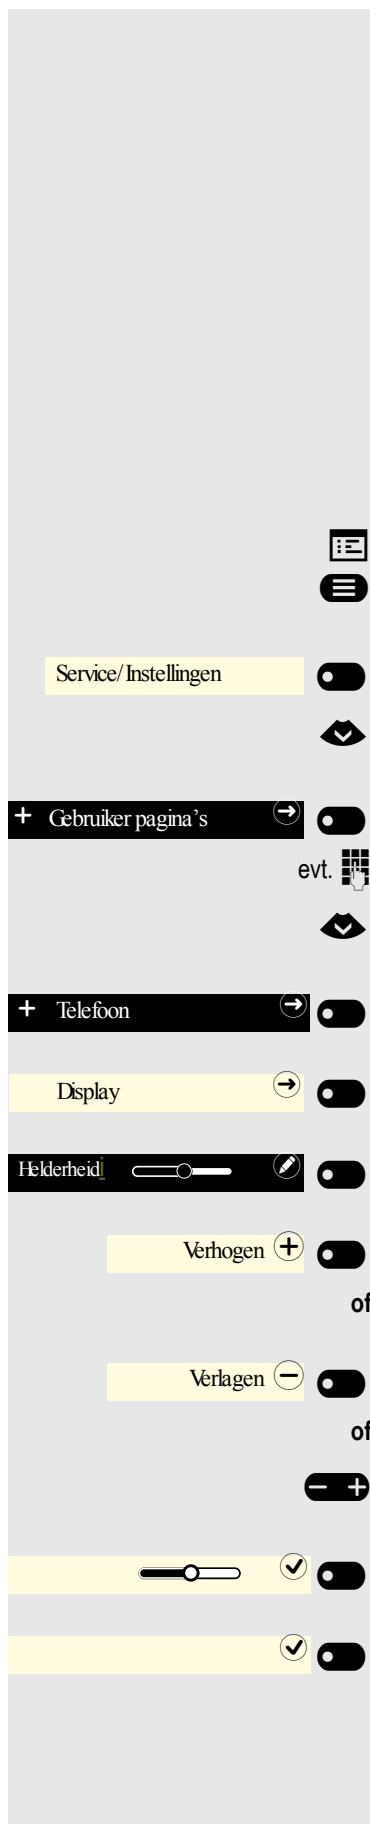 Service/Instellingen
+ Gebruiker pagina's
evt.
+ Telefoon
Display
Helderheid
Verhogen
of
Verlagen
of